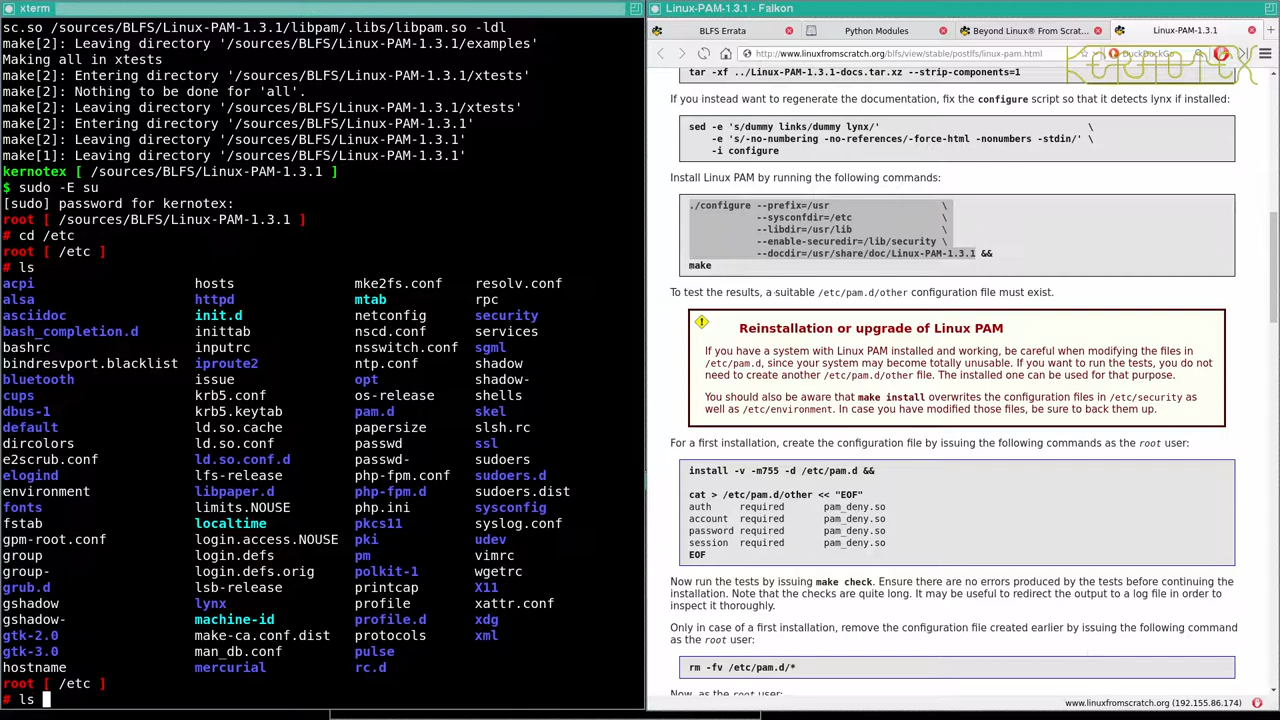 xterm
sc.so /sources/BLFS/Linux-PAM-1.3.1/libpam/.libs/libpam.so -ldl
make[2]: Leaving directory '/sources/BLFS/Linux-PAM-1.3.1/examples'
Making all in xtests
make[2]: Entering directory '/sources/BLFS/Linux-PAM-1.3.1/xtests'
make[2]: Nothing to be done for 'all'.
make[2]: Leaving directory '/sources/BLFS/Linux-PAM-1.3.1/xtests'
make[2]: Entering directory '/sources/BLFS/Linux-PAM-1.3.1'
make[2]: Leaving directory '/sources/BLFS/Linux-PAM-1.3.1'
make[1]: Leaving directory '/sources/BLFS/Linux-PAM-1.3.1'
kernotex [ /sources/BLFS/Linux-PAM-1.3.1 ]
$ sudo -E su
[sudo] password for kernotex:
root [ /sources/BLFS/Linux-PAM-1.3.1 ]
# cd /etc
root [ /etc ]
# ls
acpi hosts mke2fs.conf resolv.conf
alsa httpd mtab rpc
asciidoc init.d netconfig security
bash_completion.d inittab nscd.conf services
bashrc inputrc nsswitch.conf sgml
bindresvport.blacklist iproute2 ntp.conf shadow
bluetooth issue opt shadow-
cups krb5.conf os-release shells
dbus-1 krb5.keytab pam.d skel
default ld.so.cache papersize slsh.rc
dircolors ld.so.conf passwd ssl
e2scrub.conf ld.so.conf.d passwd- sudoers
elogind lfs-release php-fpm.conf sudoers.d
environment libpaper.d php-fpm.d sudoers.dist
fonts limits.NOUSE php.ini sysconfig
fstab localtime pkcs11 syslog.conf
gpm-root.conf login.access.NOUSE pki udev
group login.defs pm vimrc
group- login.defs.orig polkit-1 wgetrc
grub.d lsb-release printcap X11
gshadow lynx profile xattr.conf
gshadow- machine-id profile.d xdg
gtk-2.0 make-ca.conf.dist protocols xml
gtk-3.0 man_db.conf pulse
hostname mercurial rc.d
root [ /etc ]
# ls
Linux-PAM-1.3.1 - Falkon
BLFS Errata Python Modules Beyond Linux® From Scrat... Linux-PAM-1.3.1
http://www.linuxfromscratch.org/blfs/view/stable/postlfs/linux-pam.html DuckDuckGo
KERNOTEX
tar -xf ../Linux-PAM-1.3.1-docs.tar.xz --strip-components=1
If you instead want to regenerate the documentation, fix the configure script so that it detects lynx if installed:
sed -e 's/dummy links/dummy lynx/' \
-e 's/-no-numbering -no-references/-force-html -nonumbers -stdin/' \
-i configure
Install Linux PAM by running the following commands:
./configure --prefix=/usr \
--sysconfdir=/etc \
--libdir=/usr/lib \
--enable-securedir=/lib/security \
--docdir=/usr/share/doc/Linux-PAM-1.3.1 &&
make
To test the results, a suitable /etc/pam.d/other configuration file must exist.
Reinstallation or upgrade of Linux PAM
If you have a system with Linux PAM installed and working, be careful when modifying the files in
/etc/pam.d, since your system may become totally unusable. If you want to run the tests, you do not
need to create another /etc/pam.d/other file. The installed one can be used for that purpose.
You should also be aware that make install overwrites the configuration files in /etc/security as
well as /etc/environment. In case you have modified those files, be sure to back them up.
For a first installation, create the configuration file by issuing the following commands as the root user:
install -v -m755 -d /etc/pam.d &&
cat > /etc/pam.d/other << "EOF"
auth required pam_deny.so
account required pam_deny.so
password required pam_deny.so
session required pam_deny.so
EOF
Now run the tests by issuing make check. Ensure there are no errors produced by the tests before continuing the
installation. Note that the checks are quite long. It may be useful to redirect the output to a log file in order to
inspect it thoroughly.
Only in case of a first installation, remove the configuration file created earlier by issuing the following command
as the root user:
rm -fv /etc/pam.d/*
Now, as the root user:
www.linuxfromscratch.org (192.155.86.174)